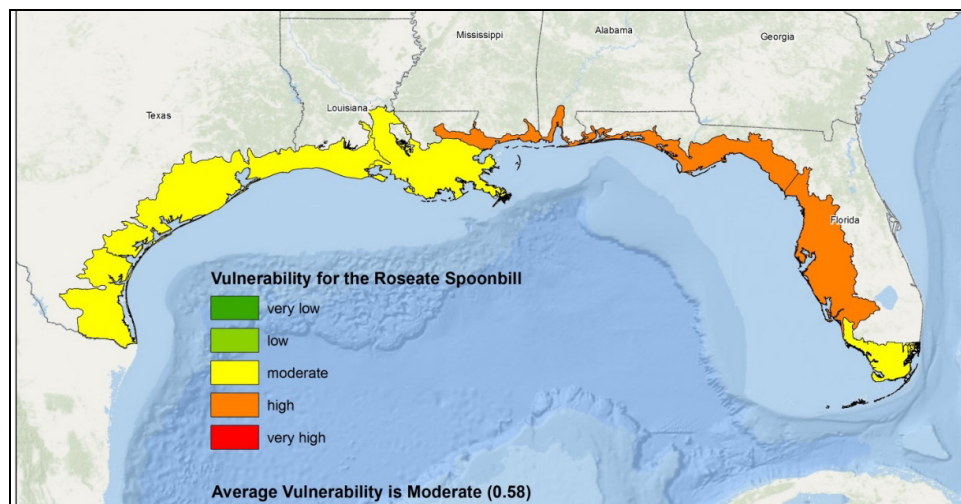 Mississippi
Alabama
Georgia
Texas
Louisiana
Florida
Vulnerability for the Roseate Spoonbill
very low
low
moderate
high
very high
Average Vulnerability is Moderate (0.58)